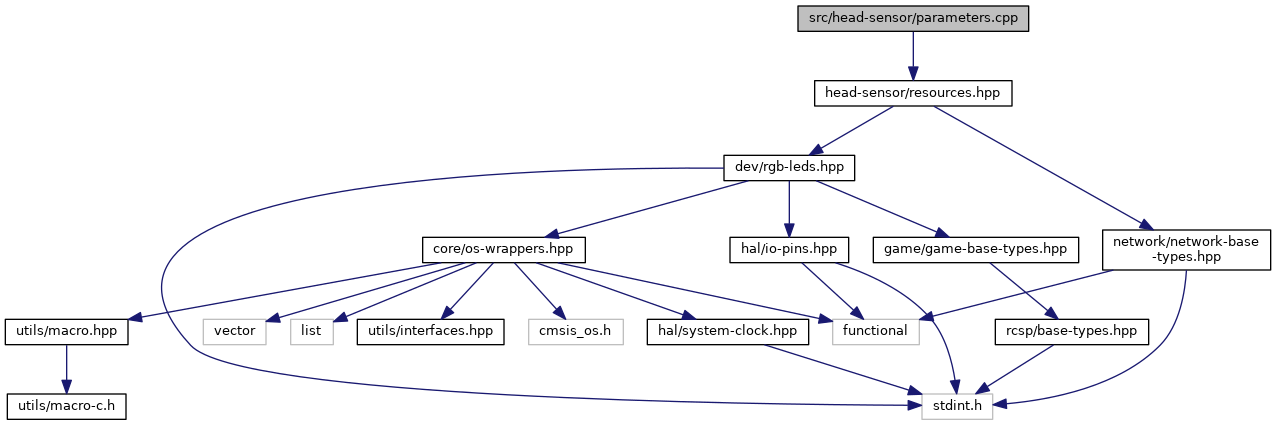 src/head-sensor/parameters.cpp
head-sensor/resources.hpp
dev/rgb-leds.hpp
core/os-wrappers.hpp
hal/io-pins.hpp
game/game-base-types.hpp
network/network-base
-types.hpp
utils/macro.hpp
vector
list
utils/interfaces.hpp
cmsis_os.h
hal/system-clock.hpp
functional
rcsp/base-types.hpp
utils/macro-c.h
stdint.h